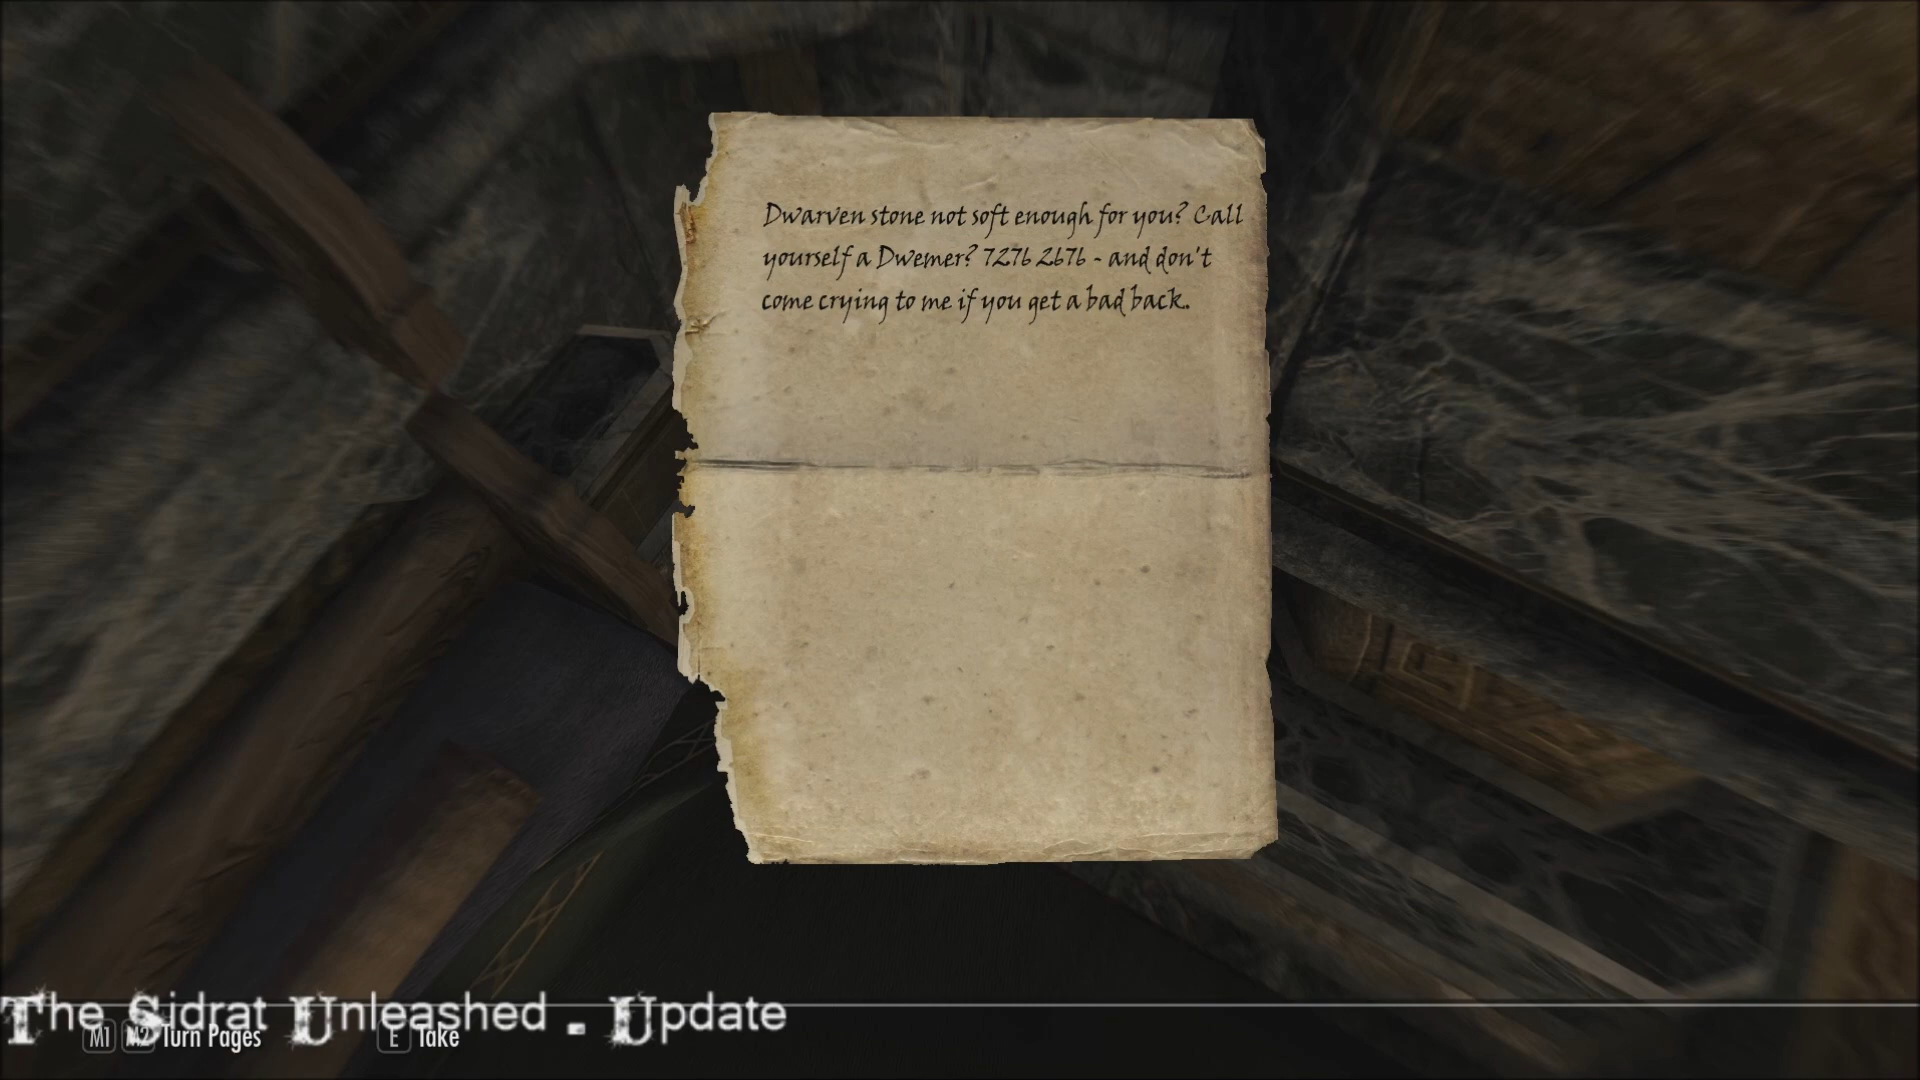 Dwarven stone not soft enough for you? Call
yourself a Dwemer? 7276 2676 - and don't
come crying to me if you get a bad back.
The Sidrat Unleashed - Update
M1 M2 Turn Pages E Take